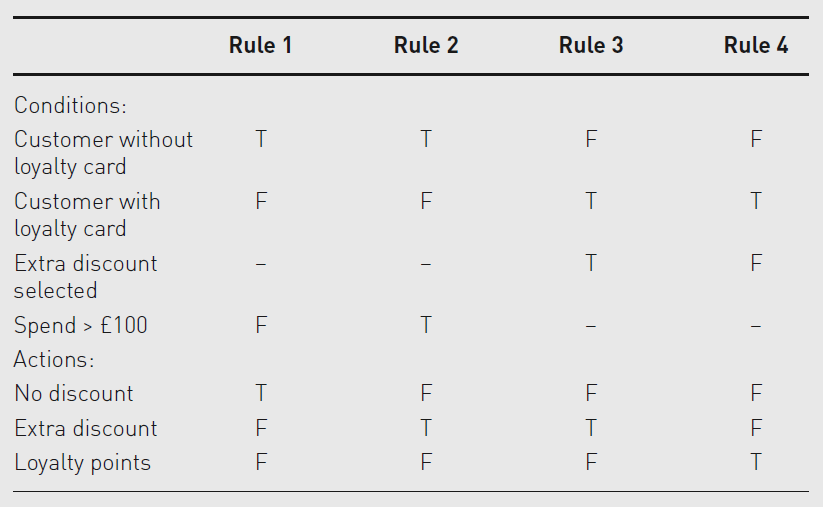 Rule 1 Rule 2 Rule 3 Rule 4
Conditions:
Customer without
loyalty card T T F F
Customer with
loyalty card F F T T
Extra discount
selected – – T F
Spend > £100 F T – –
Actions:
No discount T F F F
Extra discount F T T F
Loyalty points F F F T